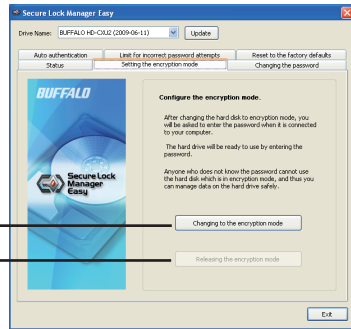 Secure Lock Manager Easy
Drive Name: BUFFALO HD-CXU2 (2009-06-11) Update
Auto authentication Limit for incorrect password attempts Reset to the factory defaults
Status Setting the encryption mode Changing the password
BUFFALO
Secure Lock
Manager
Easy
Configure the encryption mode.
After changing the hard disk to encryption mode, you
will be asked to enter the password when it is connected
to your computer.
The hard drive will be ready to use by entering the
password.
Anyone who does not know the password cannot use
the hard disk which is in encryption mode, and thus you
can manage data on the hard drive safely.
Changing to the encryption mode
Releasing the encryption mode
Exit